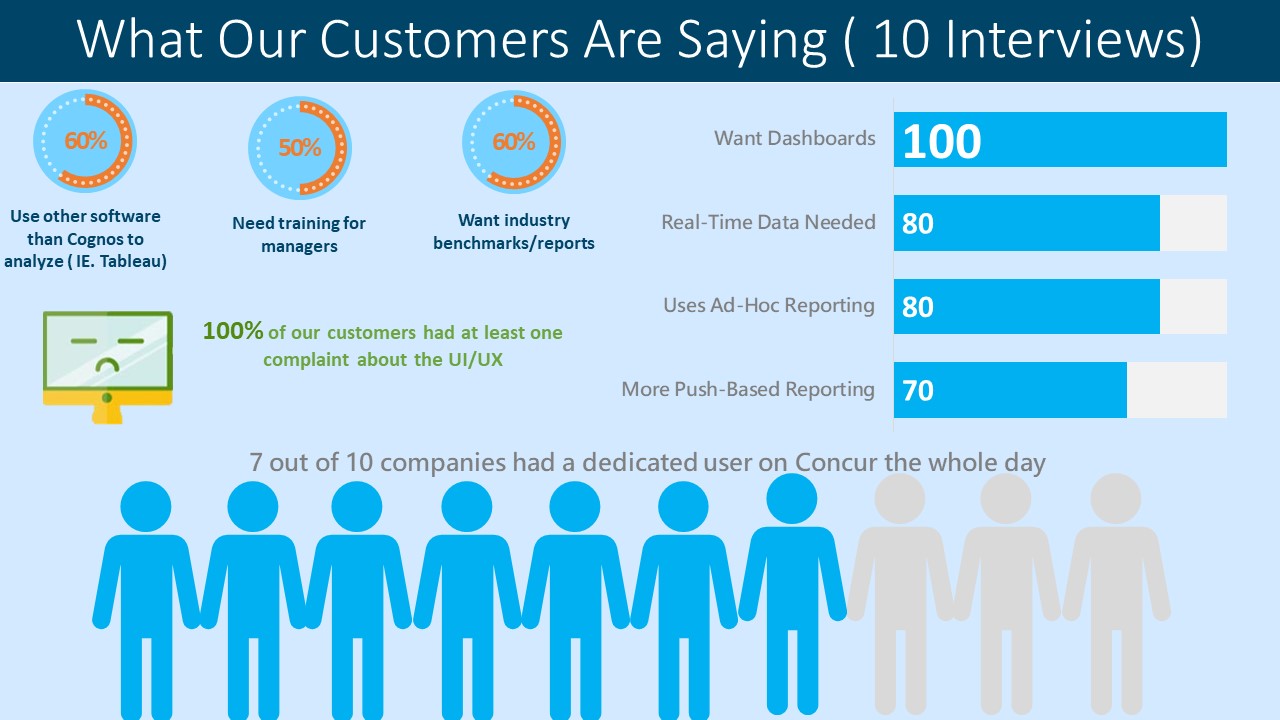 What Our Customers Are Saying ( 10 Interviews)
60%
Use other software
than Cognos to
analyze ( IE. Tableau)
50%
Need training for
managers
60%
Want industry
benchmarks/reports
Want Dashboards
100
Real-Time Data Needed
80
Uses Ad-Hoc Reporting
80
More Push-Based Reporting
70
100% of our customers had at least one
complaint about the UI/UX
7 out of 10 companies had a dedicated user on Concur the whole day